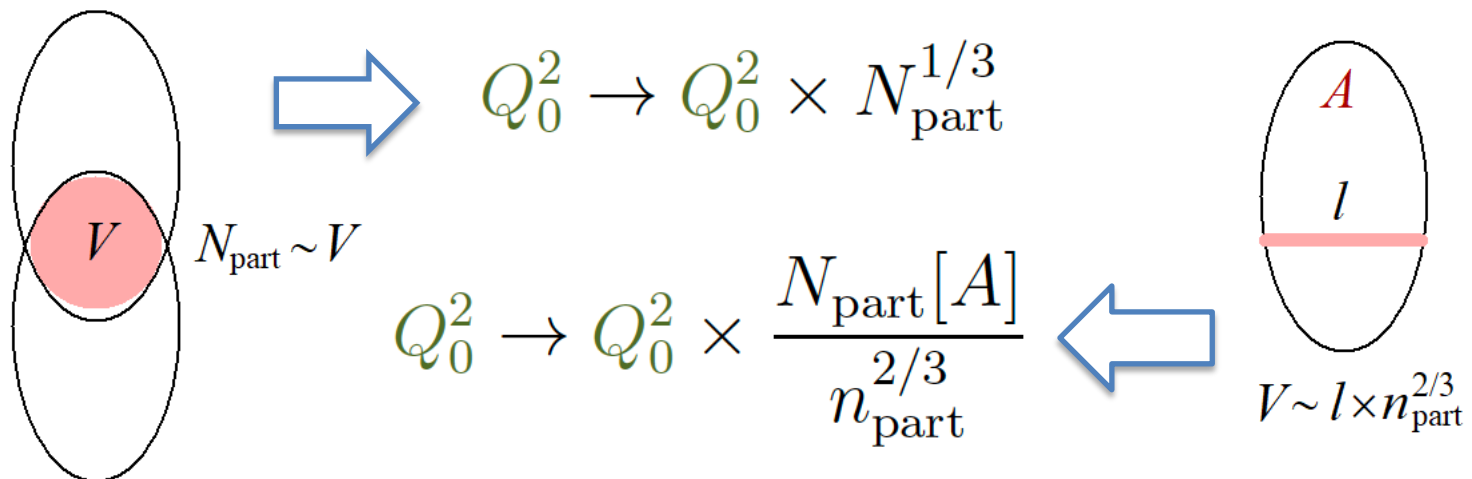 Q_0^2 → Q_0^2 × N_part^{1/3}
A
l
V
N_part ~ V
Q_0^2 → Q_0^2 × N_part[A] / n_part^{2/3}
V ~ l × n_part^{2/3}